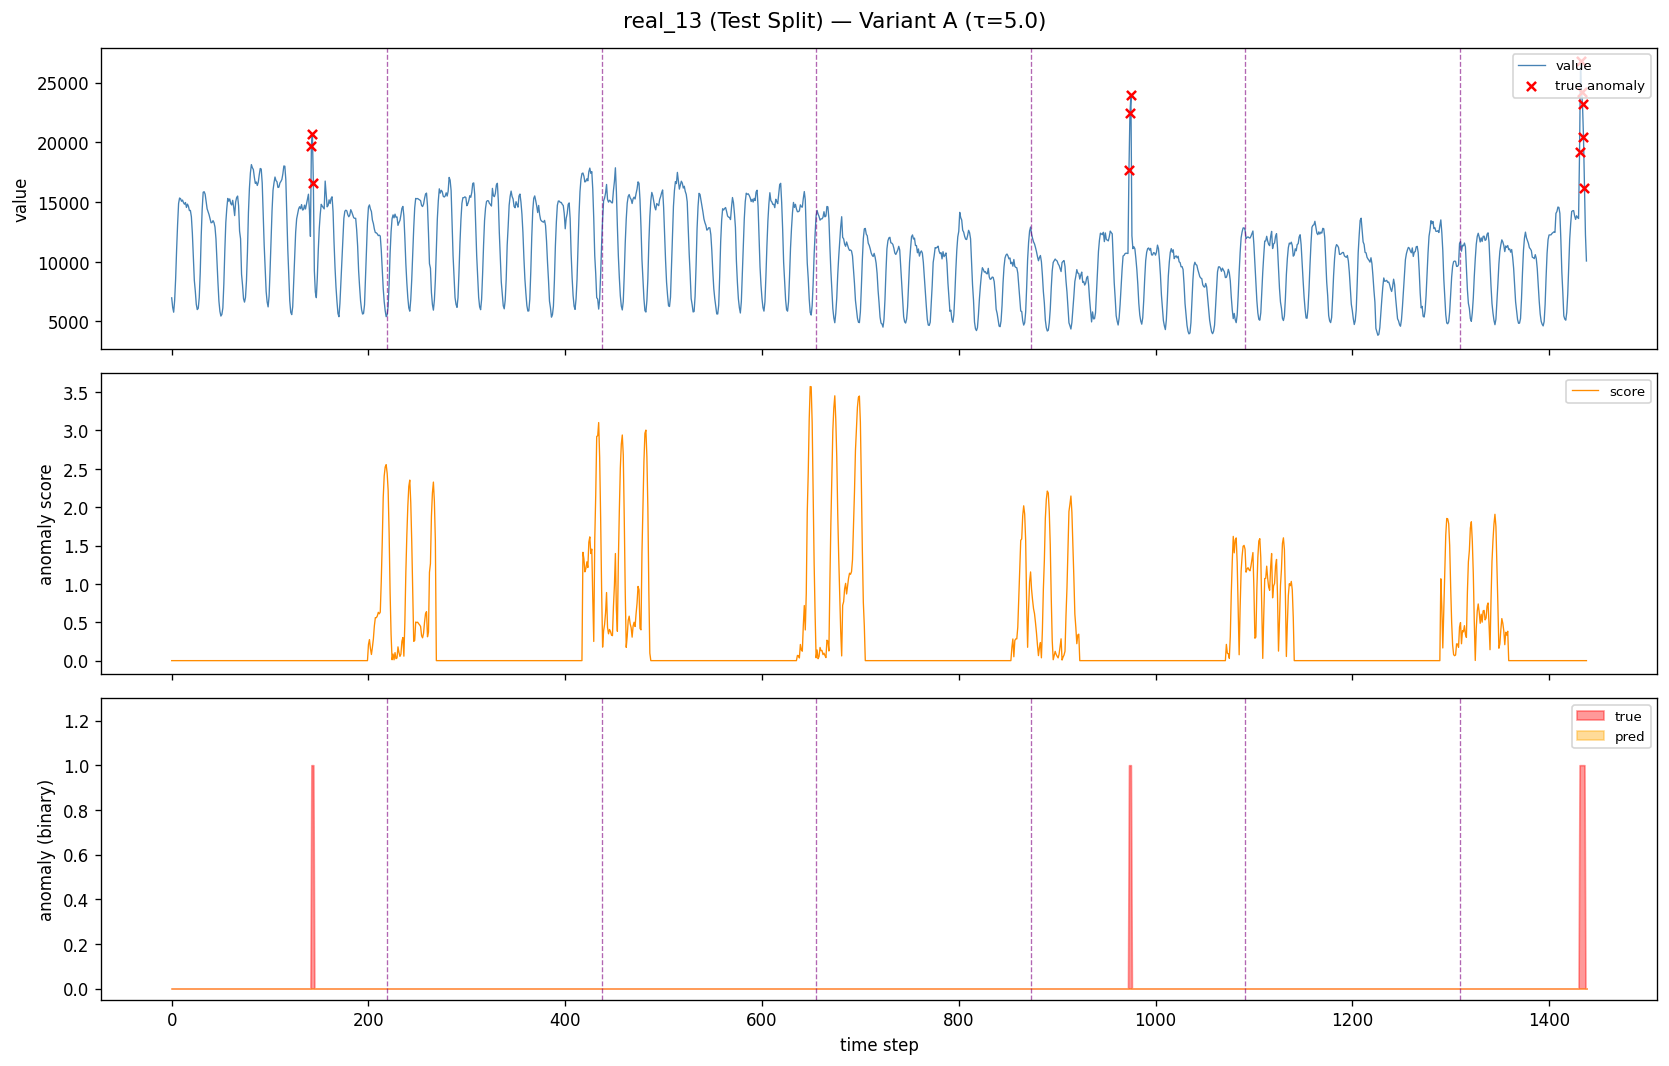 real_13 (Test Split) — Variant A (τ=5.0)
25000
20000
15000
10000
5000
value
value
true anomaly
3.5
3.0
2.5
2.0
1.5
1.0
0.5
0.0
anomaly score
score
1.2
1.0
0.8
0.6
0.4
0.2
0.0
anomaly (binary)
true
pred
0
200
400
600
800
1000
1200
1400
time step